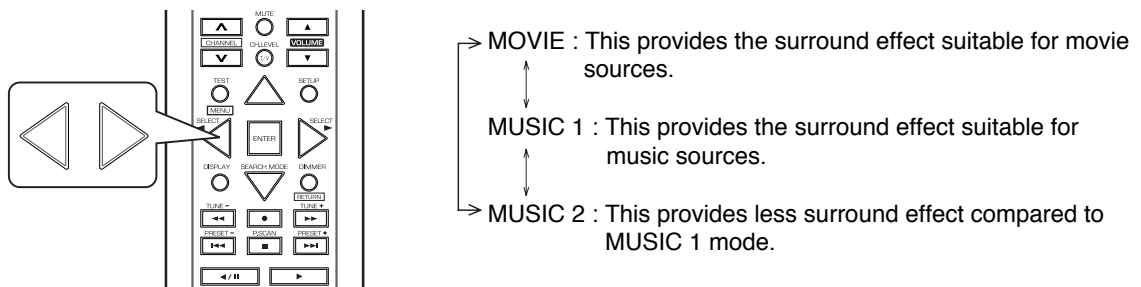 MUTE
CHANNEL CH.LEVEL VOLUME
T/V
TEST SETUP
MENU
SELECT SELECT
ENTER
DISPLAY SEARCH MODE DIMMER
RETURN
TUNE − TUNE +
PRESET − P.SCAN PRESET +
MOVIE : This provides the surround effect suitable for movie
sources.
MUSIC 1 : This provides the surround effect suitable for
music sources.
MUSIC 2 : This provides less surround effect compared to
MUSIC 1 mode.